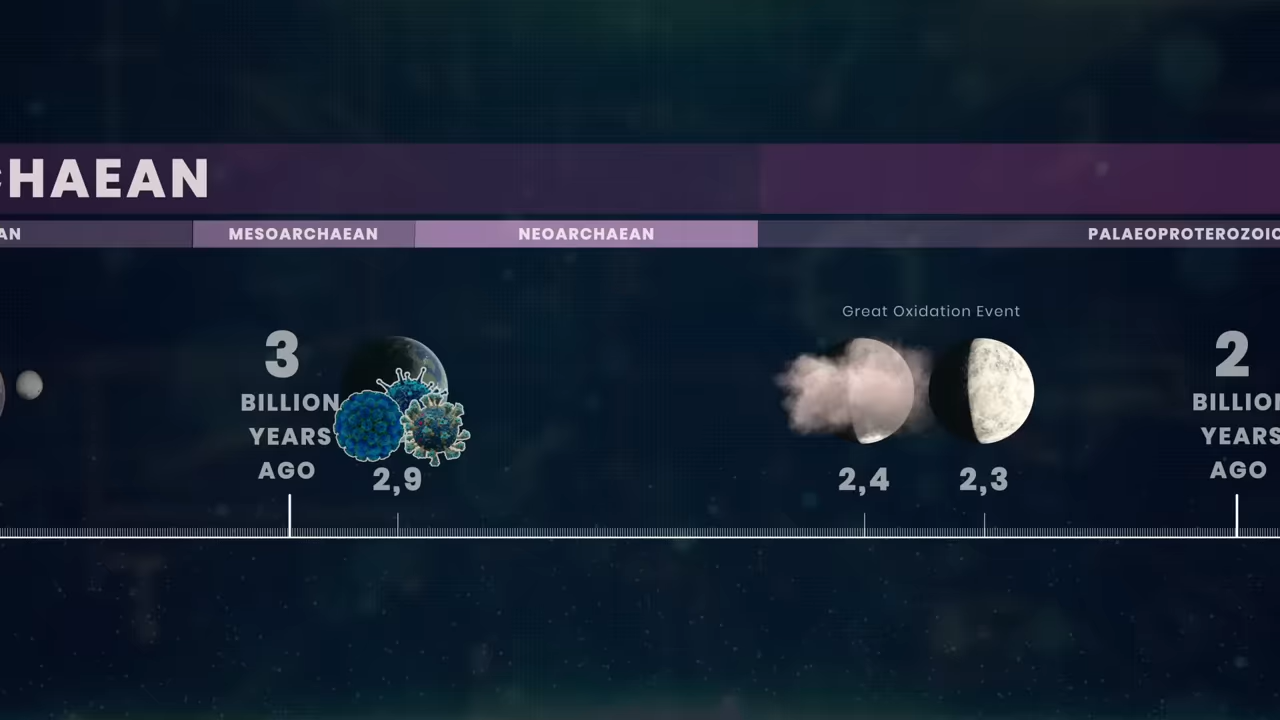 CHAEAN
AN
MESOARCHAEAN
NEOARCHAEAN
PALAEOPROTEROZOIC
Great Oxidation Event
3
BILLION
YEARS
AGO
2,9
2,4
2,3
2
BILLION
YEARS
AGO